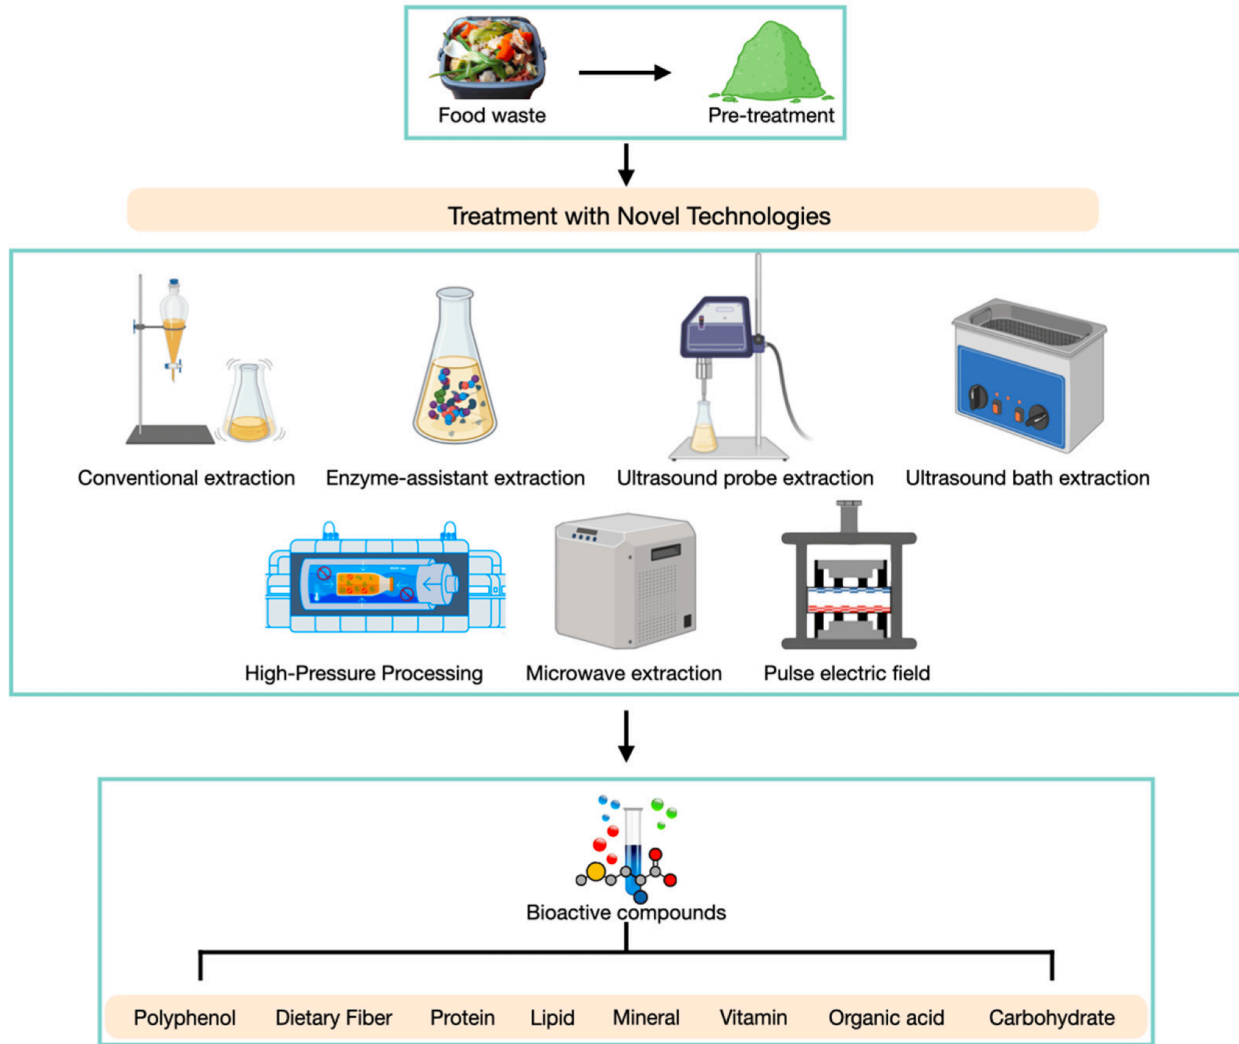 Food waste
Pre-treatment
Treatment with Novel Technologies
Conventional extraction
Enzyme-assistant extraction
Ultrasound probe extraction
Ultrasound bath extraction
High-Pressure Processing
Microwave extraction
Pulse electric field
Bioactive compounds
Polyphenol
Dietary Fiber
Protein
Lipid
Mineral
Vitamin
Organic acid
Carbohydrate